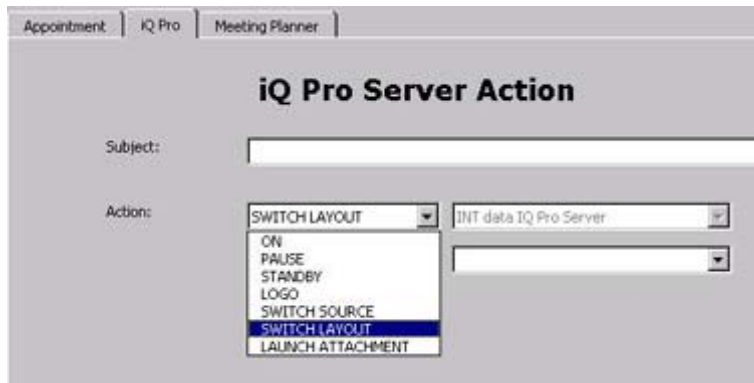 Appointment iQ Pro Meeting Planner
iQ Pro Server Action
Subject:
Action: SWITCH LAYOUT INT data IQ Pro Server
ON
PAUSE
STANDBY
LOGO
SWITCH SOURCE
SWITCH LAYOUT
LAUNCH ATTACHMENT